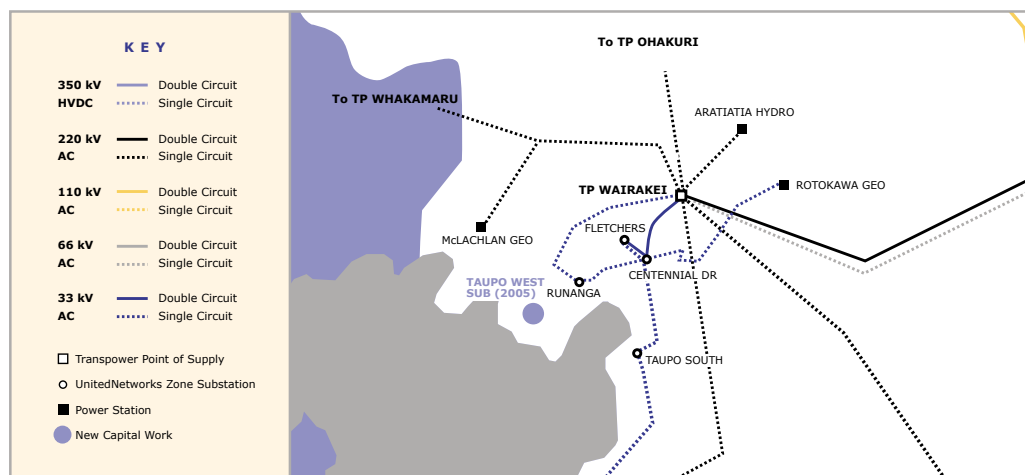 K E Y
350 kV Double Circuit
HVDC Single Circuit
220 kV Double Circuit
AC Single Circuit
110 kV Double Circuit
AC Single Circuit
66 kV Double Circuit
AC Single Circuit
33 kV Double Circuit
AC Single Circuit
Transpower Point of Supply
UnitedNetworks Zone Substation
Power Station
New Capital Work
To TP OHAKURI
To TP WHAKAMARU
ARATIATIA HYDRO
TP WAIRAKEI
ROTOKAWA GEO
FLETCHERS
McLACHLAN GEO
CENTENNIAL DR
TAUPO WEST
SUB (2005)
RUNANGA
TAUPO SOUTH